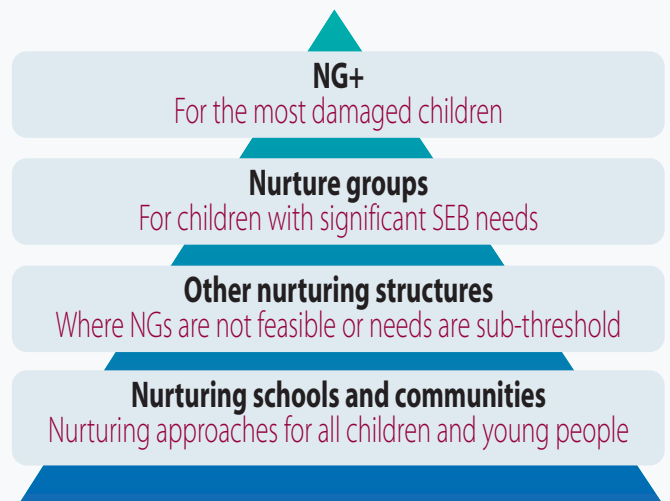 NG+
For the most damaged children
Nurture groups
For children with significant SEB needs
Other nurturing structures
Where NGs are not feasible or needs are sub-threshold
Nurturing schools and communities
Nurturing approaches for all children and young people